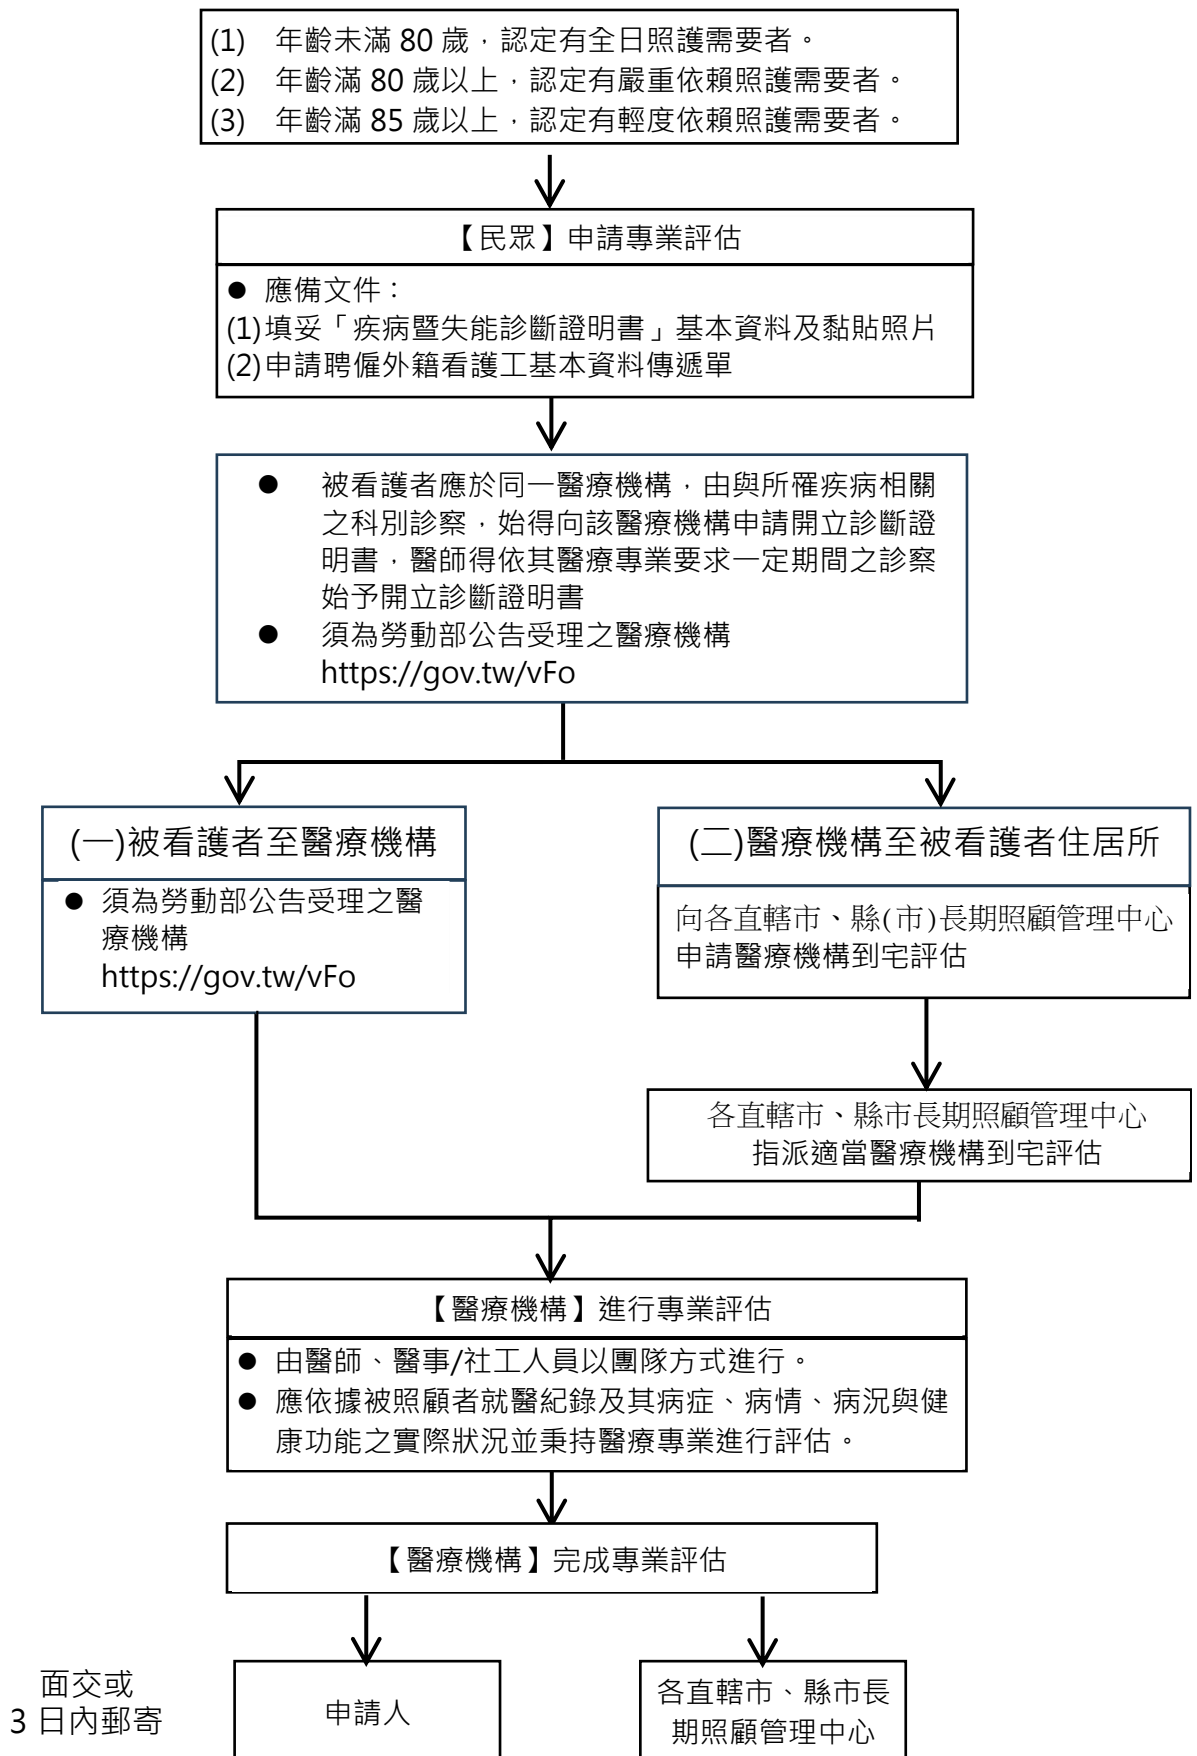 (1) 年齡未滿 80 歲，認定有全日照護需要者。
(2) 年齡滿 80 歲以上，認定有嚴重依賴照護需要者。
(3) 年齡滿 85 歲以上，認定有輕度依賴照護需要者。
【民眾】申請專業評估
● 應備文件：
(1)填妥「疾病暨失能診斷證明書」基本資料及黏貼照片
(2)申請聘僱外籍看護工基本資料傳遞單
● 被看護者應於同一醫療機構，由與所罹疾病相關
之科別診察，始得向該醫療機構申請開立診斷證
明書，醫師得依其醫療專業要求一定期間之診察
始予開立診斷證明書
● 須為勞動部公告受理之醫療機構
https://gov.tw/vFo
(一)被看護者至醫療機構
● 須為勞動部公告受理之醫
療機構
https://gov.tw/vFo
(二)醫療機構至被看護者住居所
向各直轄市、縣(市)長期照顧管理中心
申請醫療機構到宅評估
各直轄市、縣市長期照顧管理中心
指派適當醫療機構到宅評估
【醫療機構】進行專業評估
● 由醫師、醫事/社工人員以團隊方式進行。
● 應依據被照顧者就醫紀錄及其病症、病情、病況與健
康功能之實際狀況並秉持醫療專業進行評估。
【醫療機構】完成專業評估
面交或
3 日內郵寄
申請人
各直轄市、縣市長
期照顧管理中心